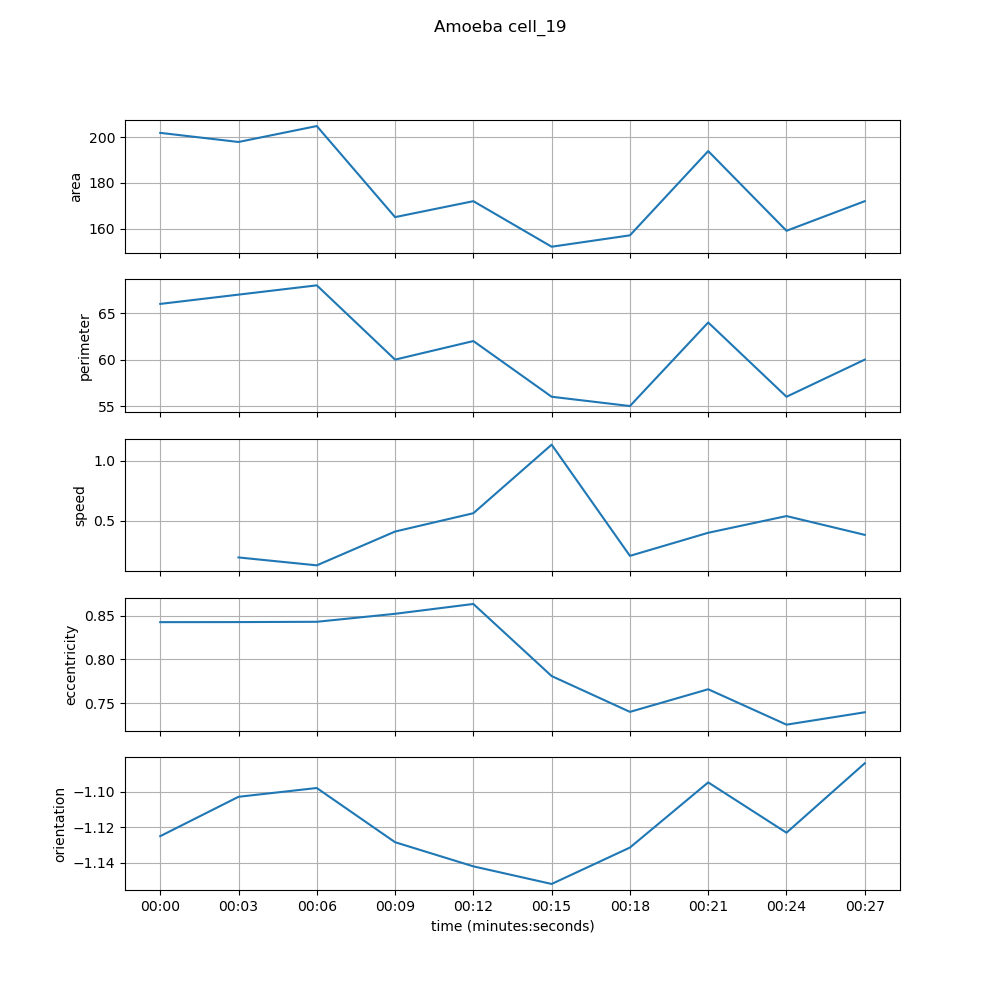 Amoeba cell_19
200
180
160
area
65
60
55
perimeter
1.0
0.5
speed
0.85
0.80
0.75
eccentricity
−1.10
−1.12
−1.14
orientation
00:00 00:03 00:06 00:09 00:12 00:15 00:18 00:21 00:24 00:27
time (minutes:seconds)